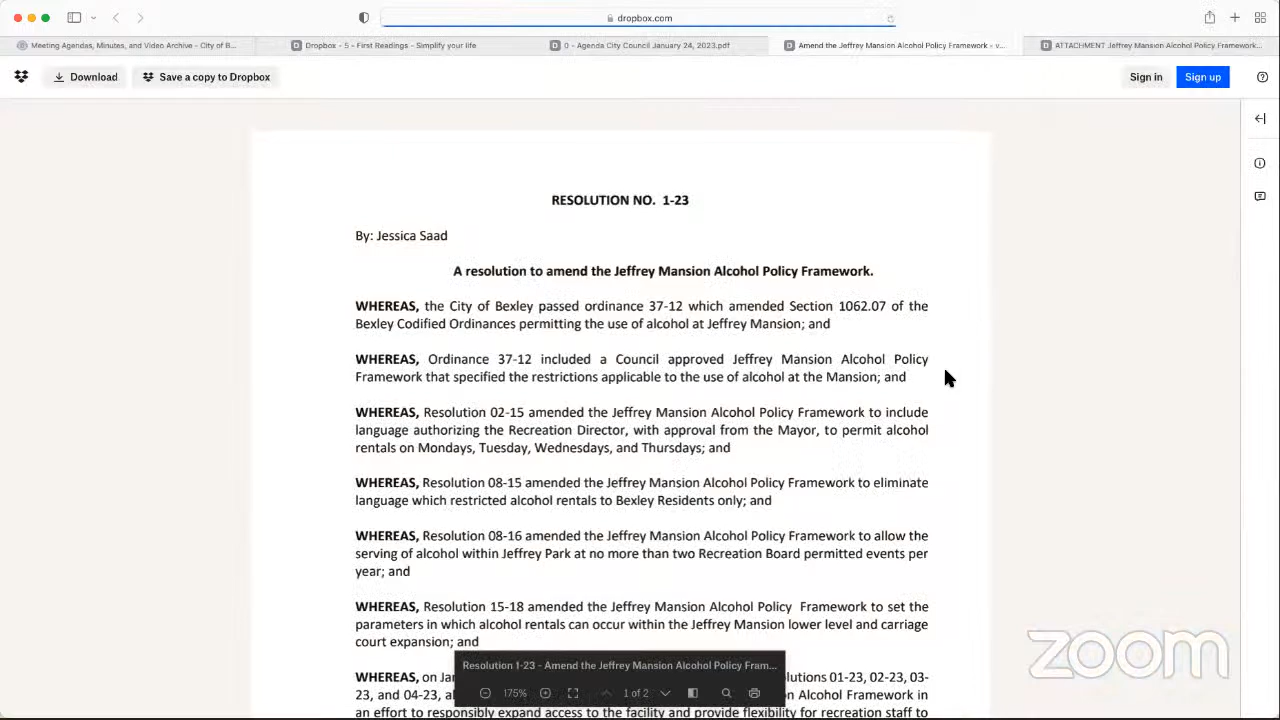 dropbox.com
Meeting Agendas, Minutes, and Video Archive - City of B...
Dropbox - 5 - First Readings - Simplify your life
0 - Agenda City Council January 24, 2023.pdf
Amend the Jeffrey Mansion Alcohol Policy Framework - v...
ATTACHMENT Jeffrey Mansion Alcohol Policy Framework...
Download
Save a copy to Dropbox
Sign in
Sign up
RESOLUTION NO. 1-23
By: Jessica Saad
A resolution to amend the Jeffrey Mansion Alcohol Policy Framework.
WHEREAS, the City of Bexley passed ordinance 37-12 which amended Section 1062.07 of the
Bexley Codified Ordinances permitting the use of alcohol at Jeffrey Mansion; and
WHEREAS, Ordinance 37-12 included a Council approved Jeffrey Mansion Alcohol Policy
Framework that specified the restrictions applicable to the use of alcohol at the Mansion; and
WHEREAS, Resolution 02-15 amended the Jeffrey Mansion Alcohol Policy Framework to include
language authorizing the Recreation Director, with approval from the Mayor, to permit alcohol
rentals on Mondays, Tuesday, Wednesdays, and Thursdays; and
WHEREAS, Resolution 08-15 amended the Jeffrey Mansion Alcohol Policy Framework to eliminate
language which restricted alcohol rentals to Bexley Residents only; and
WHEREAS, Resolution 08-16 amended the Jeffrey Mansion Alcohol Policy Framework to allow the
serving of alcohol within Jeffrey Park at no more than two Recreation Board permitted events per
year; and
WHEREAS, Resolution 15-18 amended the Jeffrey Mansion Alcohol Policy Framework to set the
parameters in which alcohol rentals can occur within the Jeffrey Mansion lower level and carriage
court expansion; and
WHEREAS, on Jan
Resolution 1-23 - Amend the Jeffrey Mansion Alcohol Policy Fram...
olutions 01-23, 02-23, 03-
23, and 04-23, al
175%
1 of 2
n Alcohol Framework in
an effort to responsibly expand access to the facility and provide flexibility for recreation staff to
zoom